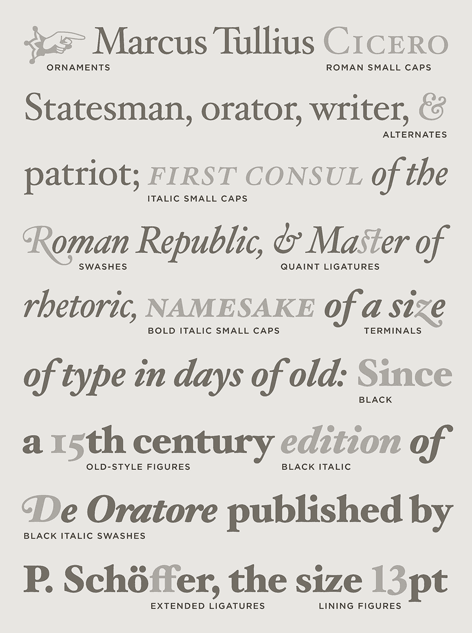 Marcus Tullius Cicero
ORNAMENTS ROMAN SMALL CAPS
Statesman, orator, writer, &
ALTERNATES
patriot; first consul of the
ITALIC SMALL CAPS
Roman Republic, & Master of
SWASHES QUAINT LIGATURES
rhetoric, namesake of a size
BOLD ITALIC SMALL CAPS TERMINALS
of type in days of old: Since
BLACK
a 15th century edition of
OLD-STYLE FIGURES BLACK ITALIC
De Oratore published by
BLACK ITALIC SWASHES
P. Schöffer, the size 13pt
EXTENDED LIGATURES LINING FIGURES